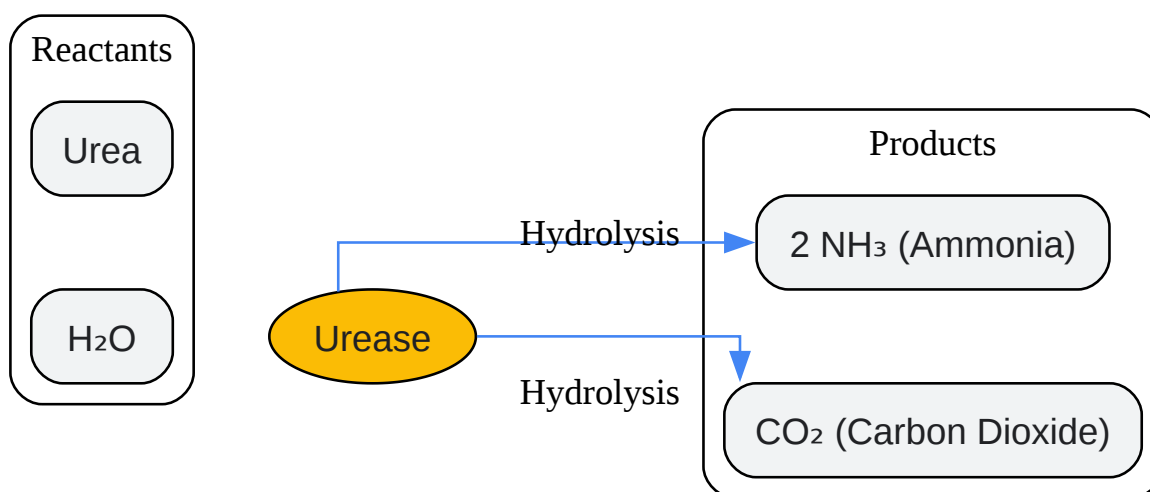 Reactants
Urea
H₂O
Urease
Hydrolysis
Hydrolysis
Products
2 NH₃ (Ammonia)
CO₂ (Carbon Dioxide)